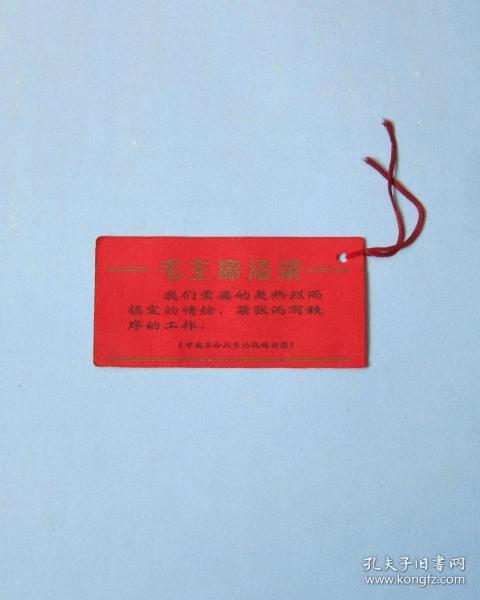 毛主席语录
我们需要的是热烈而
镇定的情绪，紧张而有秩
序的工作。
《中国革命战争的战略问题》
孔夫子旧书网
www.kongfz.com